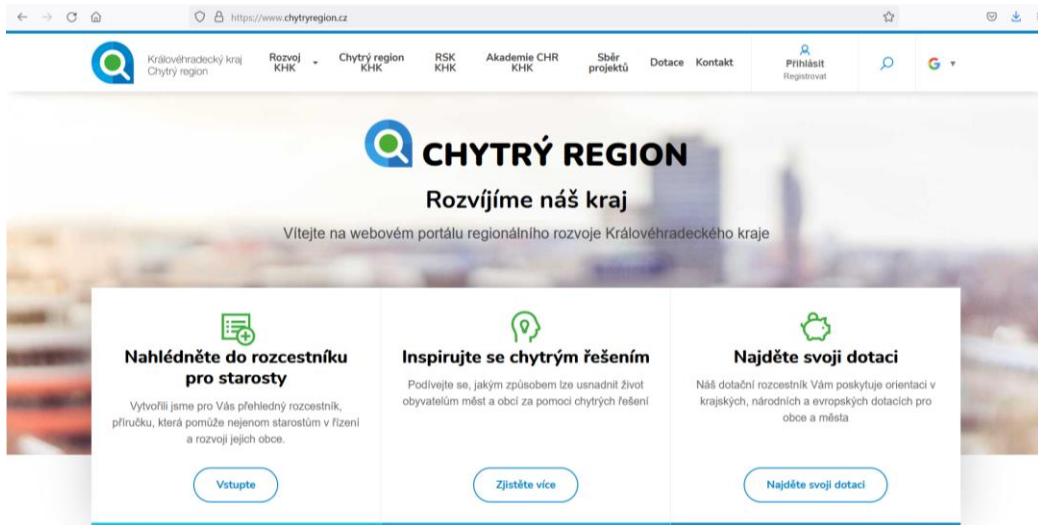 https://www.chytryregion.cz
Královéhradecký kraj
Chytrý region
Rozvoj
KHK
Chytrý region
KHK
RSK
KHK
Akademie CHR
KHK
Sběr
projektů
Dotace
Kontakt
Přihlásit
Registrovat
G
CHYTRÝ REGION
Rozvíjíme náš kraj
Vítejte na webovém portálu regionálního rozvoje Královéhradeckého kraje
Nahlédněte do rozcestníku
pro starosty
Vytvořili jsme pro Vás přehledný rozcestník,
příručku, která pomůže nejenom starostům v řízení
a rozvoji jejich obce.
Vstupte
Inspirujte se chytrým řešením
Podívejte se, jakým způsobem lze usnadnit život
obyvatelům měst a obcí za pomoci chytrých řešení
Zjistěte více
Najděte svoji dotaci
Náš dotační rozcestník Vám poskytuje orientaci v
krajských, národních a evropských dotacích pro
obce a města
Najděte svoji dotaci